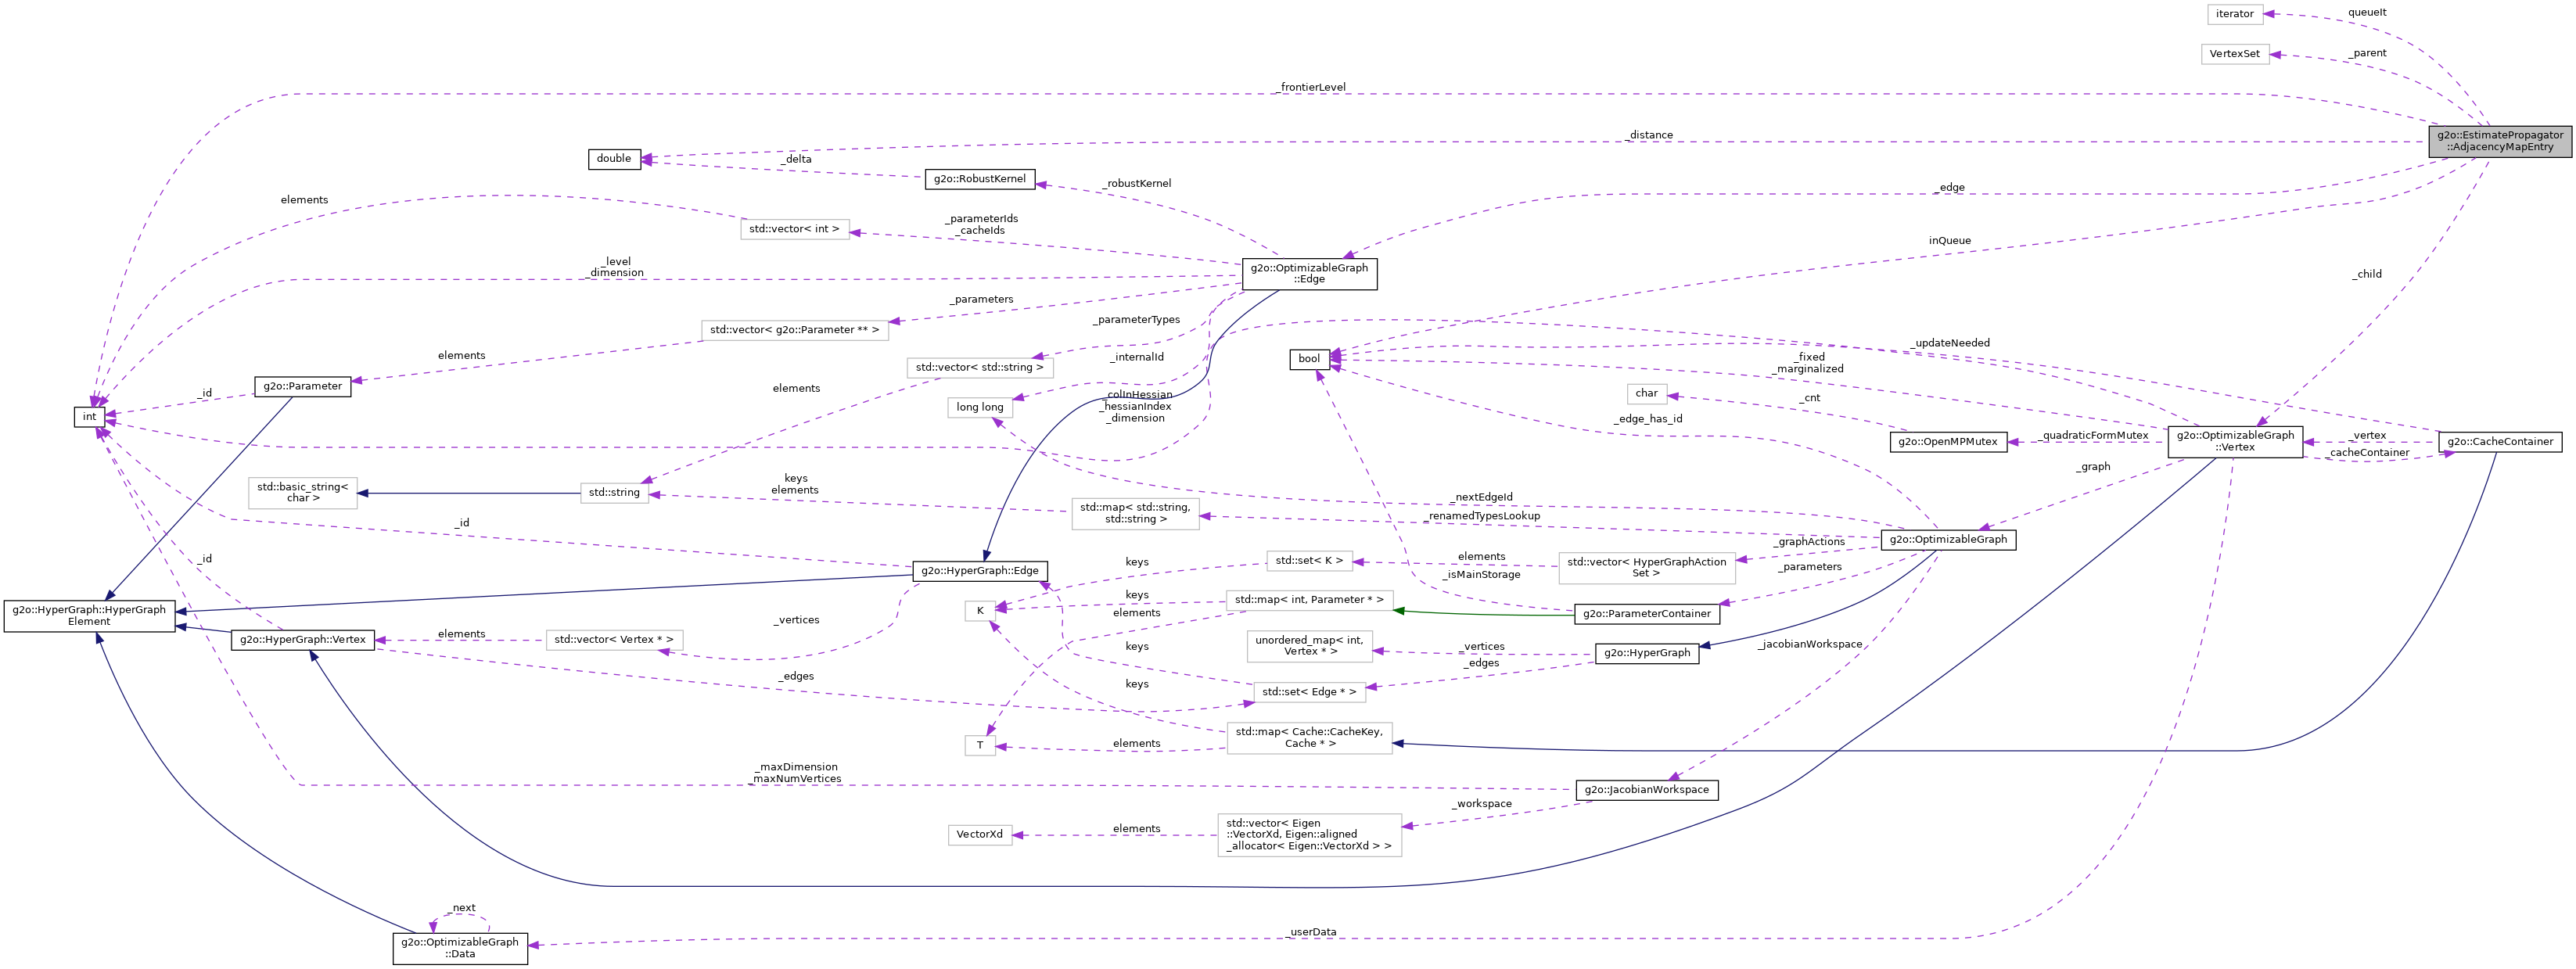 iterator
queueIt
VertexSet
_parent
_frontierLevel
g2o::EstimatePropagator
::AdjacencyMapEntry
_distance
double
_delta
g2o::RobustKernel
_robustKernel
_edge
elements
std::vector< int >
_parameterIds
_cacheIds
inQueue
_level
_dimension
g2o::OptimizableGraph
::Edge
_child
_parameters
std::vector< g2o::Parameter ** >
_parameterTypes
_updateNeeded
elements
_internalId
bool
_fixed
_marginalized
std::vector< std::string >
g2o::Parameter
_id
elements
char
_cnt
long long
_colInHessian
_hessianIndex
_dimension
int
_edge_has_id
g2o::OpenMPMutex
_quadraticFormMutex
g2o::OptimizableGraph
::Vertex
_vertex
_cacheContainer
g2o::CacheContainer
_graph
std::basic_string<
char >
std::string
keys
elements
_nextEdgeId
std::map< std::string,
std::string >
_renamedTypesLookup
_id
g2o::OptimizableGraph
_graphActions
_id
g2o::HyperGraph::Edge
keys
std::set< K >
elements
std::vector< HyperGraphAction
Set >
_parameters
_isMainStorage
g2o::HyperGraph::HyperGraph
Element
K
keys
elements
std::map< int, Parameter * >
g2o::ParameterContainer
_vertices
g2o::HyperGraph::Vertex
elements
std::vector< Vertex * >
keys
unordered_map< int,
Vertex * >
_vertices
_edges
g2o::HyperGraph
_jacobianWorkspace
_edges
keys
std::set< Edge * >
T
elements
std::map< Cache::CacheKey,
Cache * >
_maxDimension
_maxNumVertices
g2o::JacobianWorkspace
_workspace
VectorXd
elements
std::vector< Eigen
::VectorXd, Eigen::aligned
_allocator< Eigen::VectorXd > >
_next
g2o::OptimizableGraph
::Data
_userData